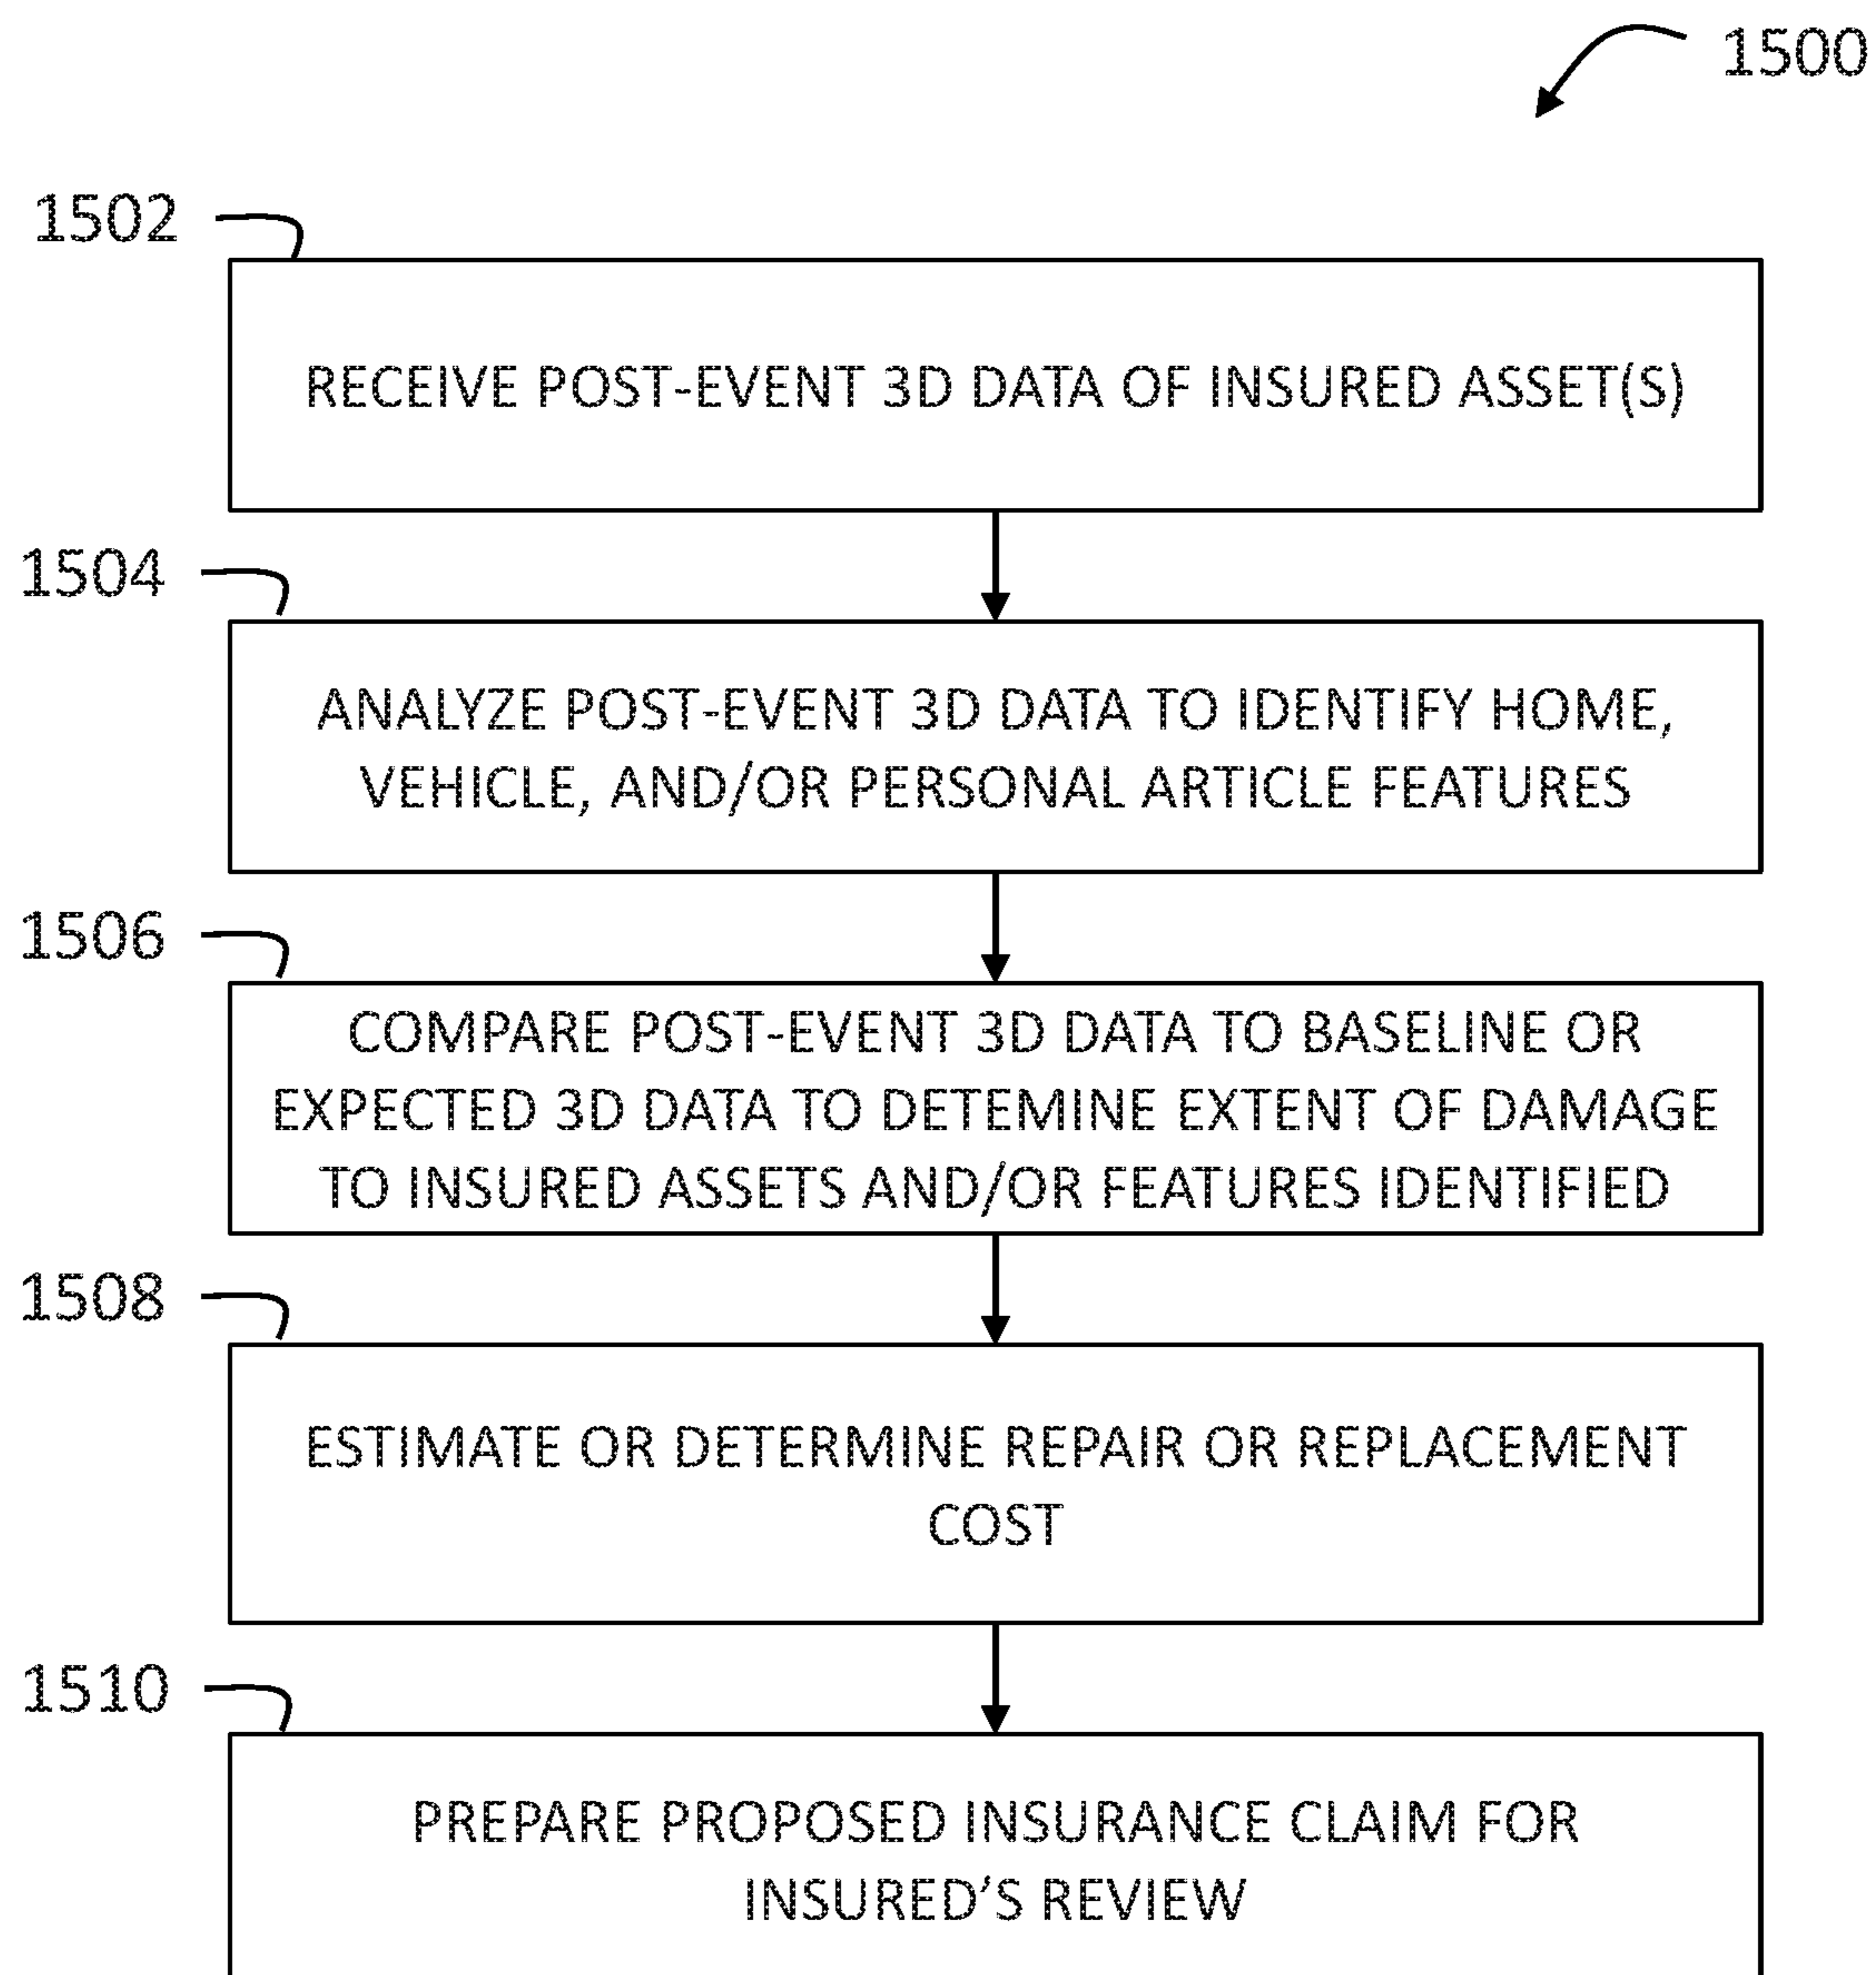 1500
1502
RECEIVE POST-EVENT 3D DATA OF INSURED ASSET(S)
1504
ANALYZE POST-EVENT 3D DATA TO IDENTIFY HOME,
VEHICLE, AND/OR PERSONAL ARTICLE FEATURES
1506
COMPARE POST-EVENT 3D DATA TO BASELINE OR
EXPECTED 3D DATA TO DETEMINE EXTENT OF DAMAGE
TO INSURED ASSETS AND/OR FEATURES IDENTIFIED
1508
ESTIMATE OR DETERMINE REPAIR OR REPLACEMENT
COST
1510
PREPARE PROPOSED INSURANCE CLAIM FOR
INSURED’S REVIEW